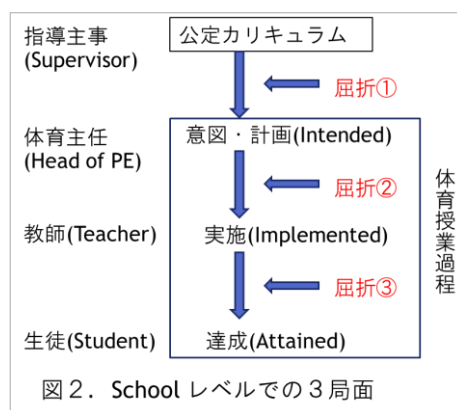 指導主事
(Supervisor)
公定カリキュラム
屈折①
体育主任
(Head of PE)
意図・計画(Intended)
屈折②
教師(Teacher)
実施(Implemented)
屈折③
生徒(Student)
達成(Attained)
体育授業過程
図２．School レベルでの３局面